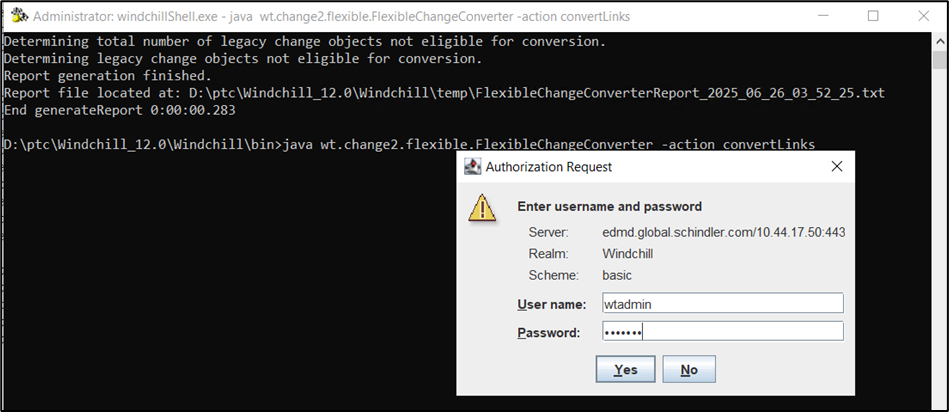 Administrator: windchillShell.exe - java  wt.change2.flexible.FlexibleChangeConverter -action convertLinks
Determining total number of legacy change objects not eligible for conversion.
Determining legacy change objects not eligible for conversion.
Report generation finished.
Report file located at: D:\ptc\Windchill_12.0\Windchill\temp\FlexibleChangeConverterReport_2025_06_26_03_52_25.txt
End generateReport 0:00:00.283
D:\ptc\Windchill_12.0\Windchill\bin>java wt.change2.flexible.FlexibleChangeConverter -action convertLinks
Authorization Request
Enter username and password
Server: edmd.global.schindler.com/10.44.17.50:443
Realm: Windchill
Scheme: basic
User name: wtadmin
Password: •••••••
Yes No